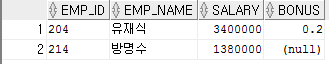 EMP_ID EMP_NAME SALARY BONUS
1 204 유재식 3400000 0.2
2 214 방명수 1380000 (null)